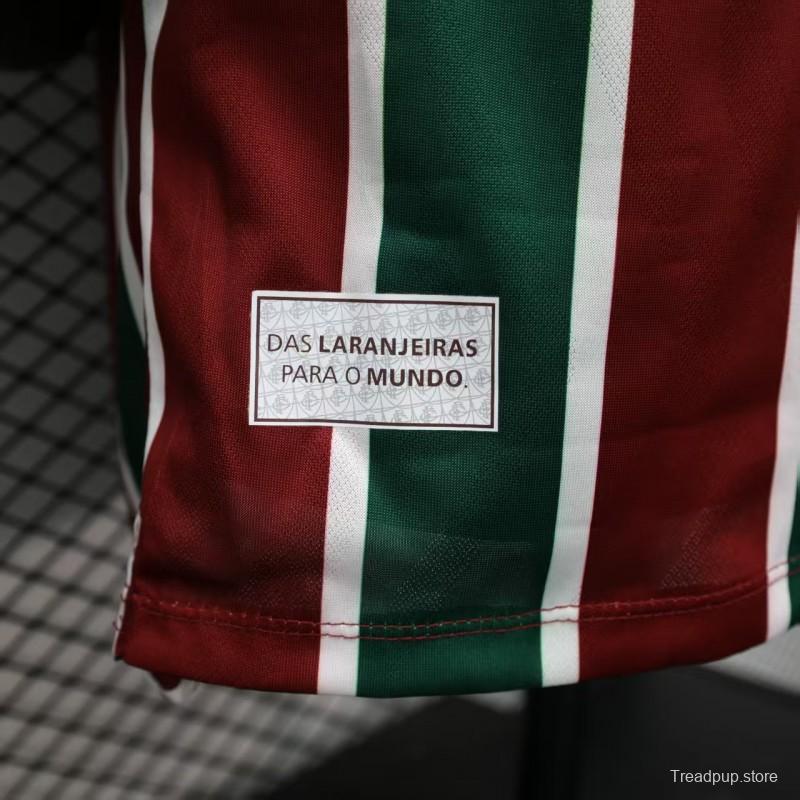 DAS LARANJEIRAS
PARA O MUNDO.
Treadpup.store